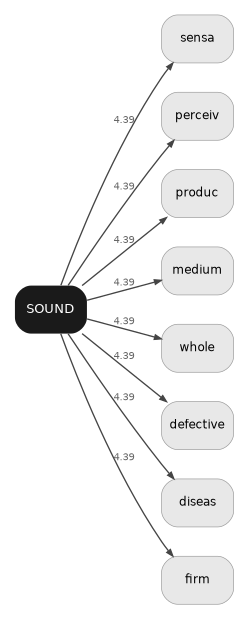 sensa
4.39
perceiv
4.39
produc
4.39
medium
4.39
SOUND
4.39
whole
4.39
defective
4.39
diseas
4.39
firm